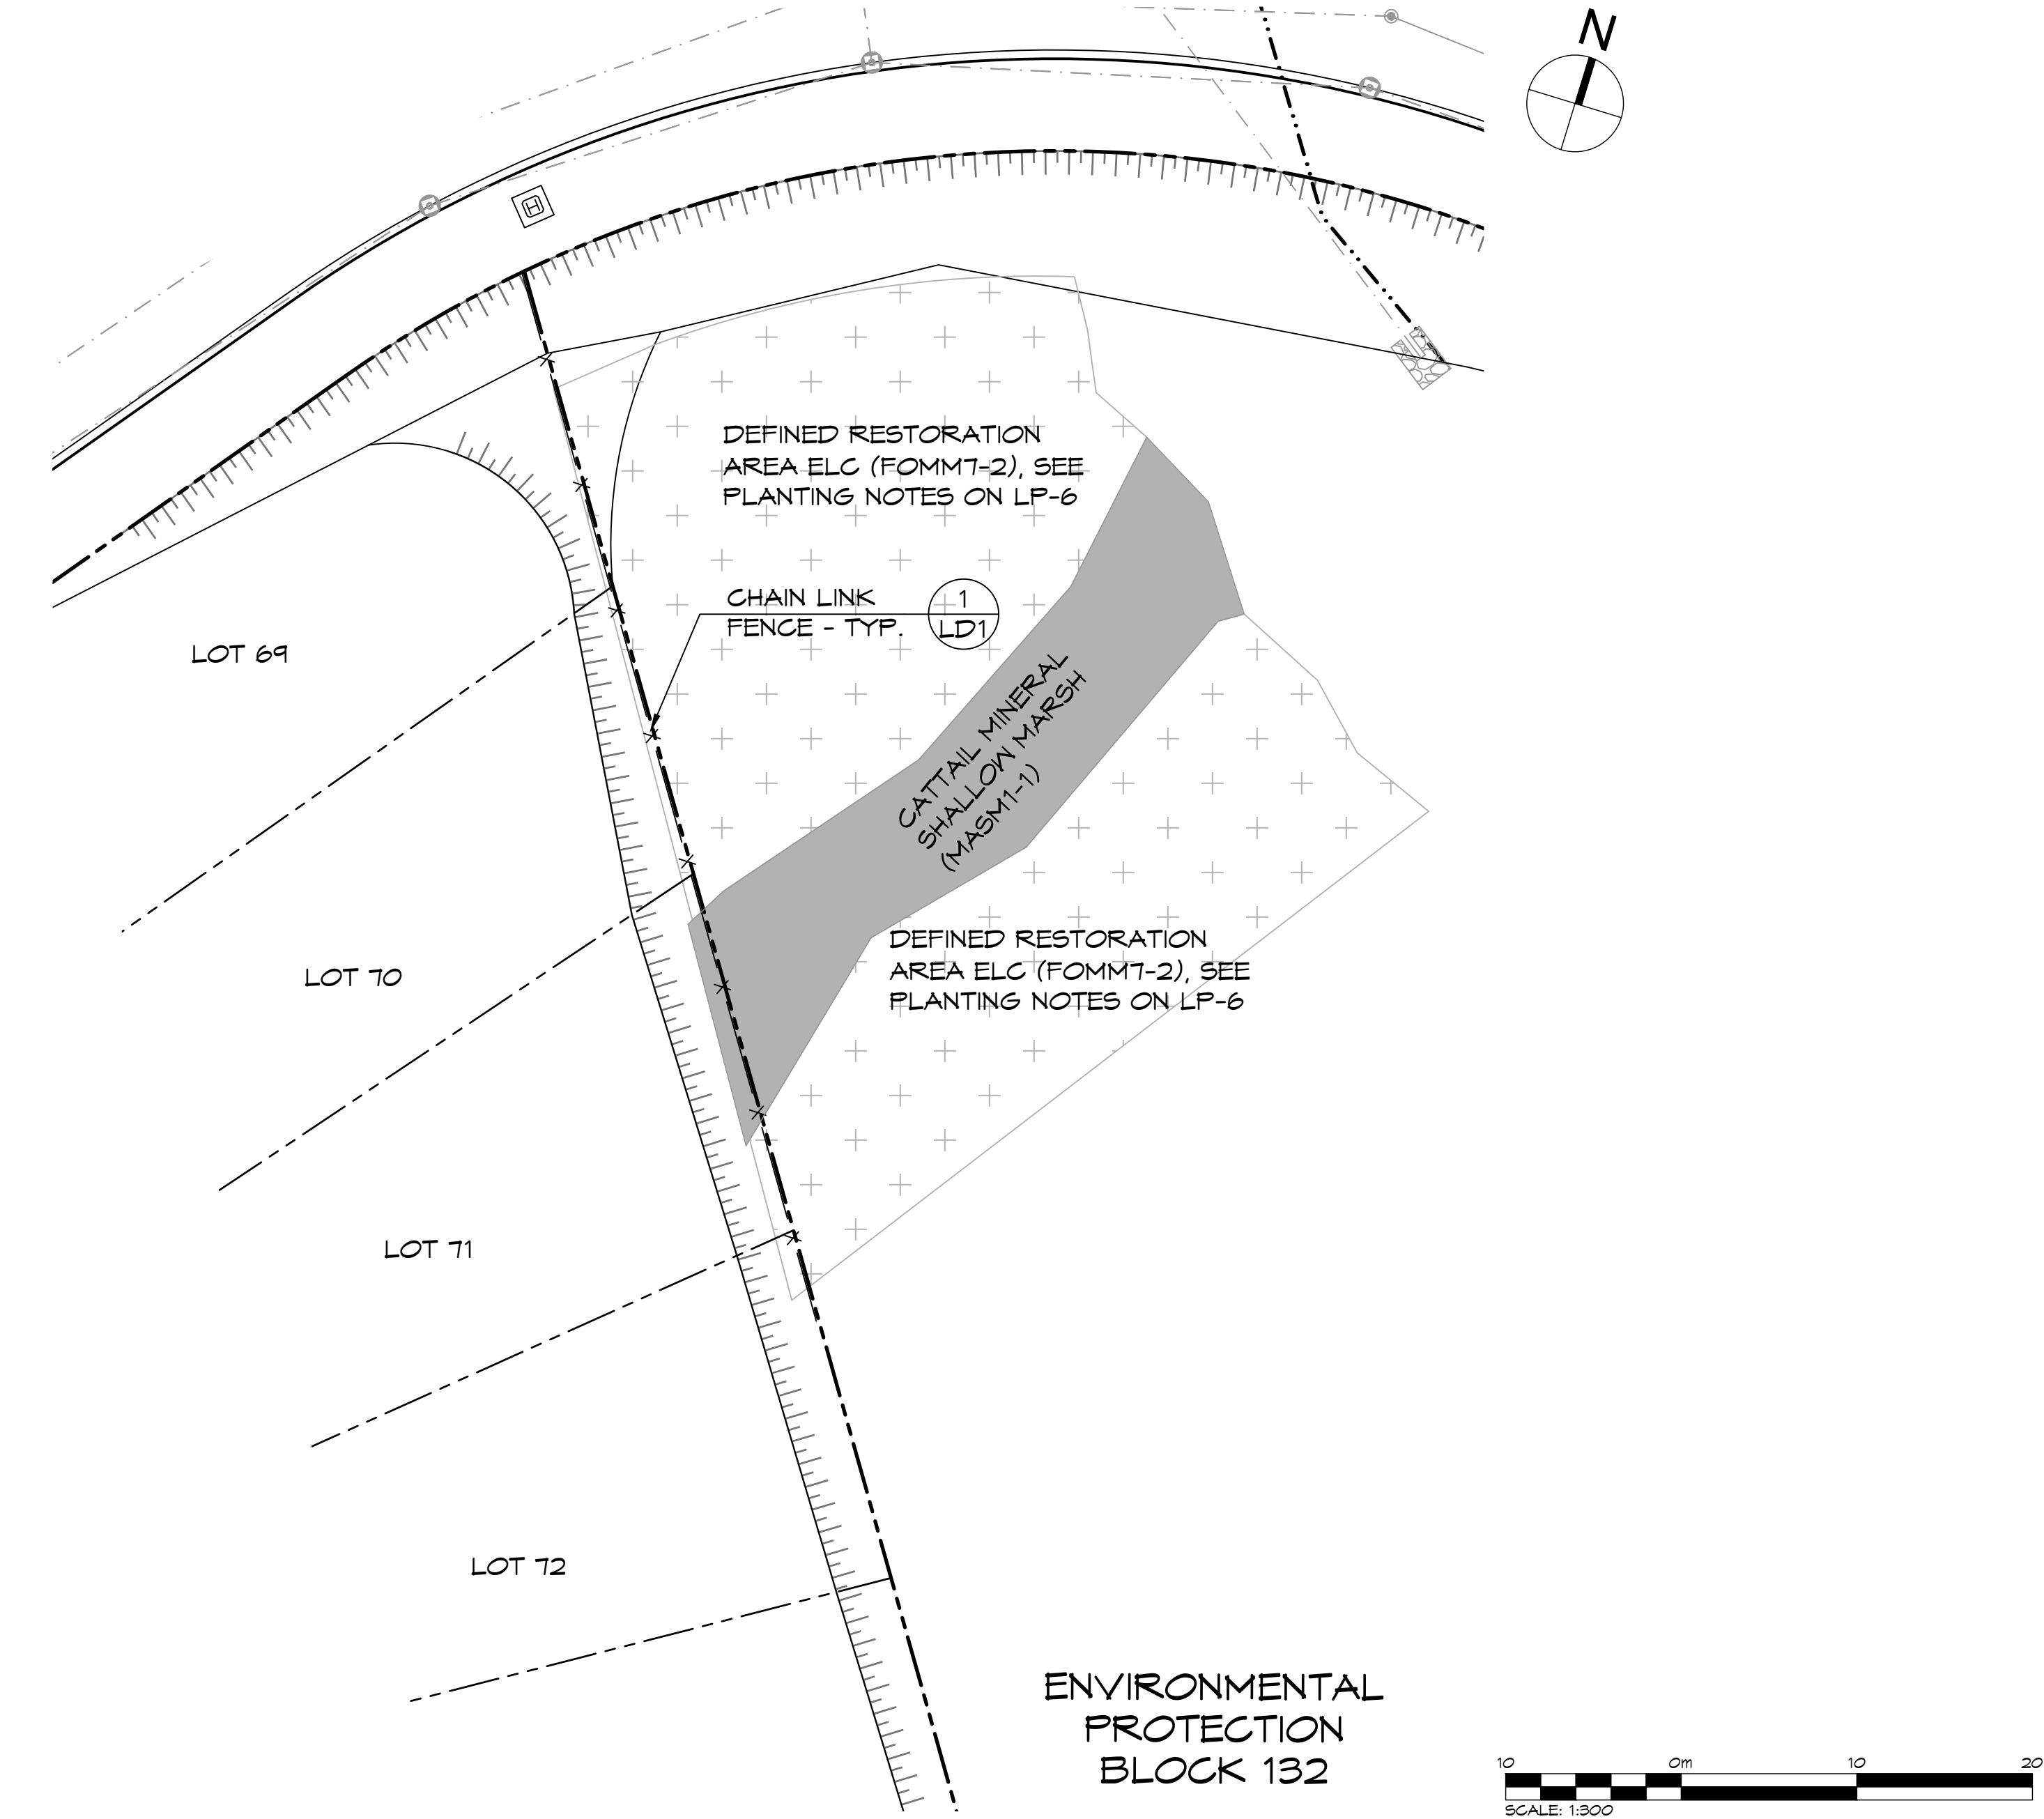 N
H
DEFINED RESTORATION
AREA ELC (FOMM7-2), SEE
PLANTING NOTES ON LP-6
CHAIN LINK
FENCE - TYP.
1
LD1
LOT 69
CATTAIL MINERAL
SHALLOW MARSH
(MASM1-1)
DEFINED RESTORATION
AREA ELC (FOMM7-2), SEE
PLANTING NOTES ON LP-6
LOT 70
LOT 71
LOT 72
ENVIRONMENTAL
PROTECTION
BLOCK 132
10 0m 10 20
SCALE: 1:300